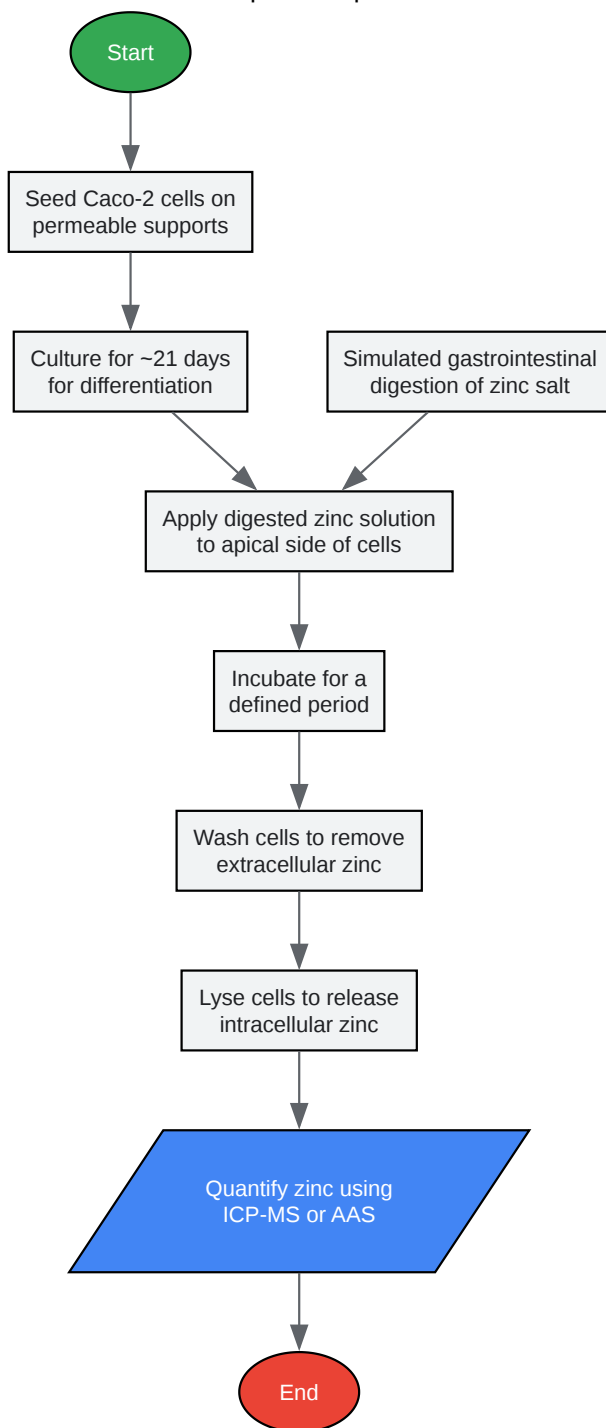 Start
Seed Caco-2 cells on
permeable supports
Culture for ~21 days
for differentiation
Simulated gastrointestinal
digestion of zinc salt
Apply digested zinc solution
to apical side of cells
Incubate for a
defined period
Wash cells to remove
extracellular zinc
Lyse cells to release
intracellular zinc
Quantify zinc using
ICP-MS or AAS
End